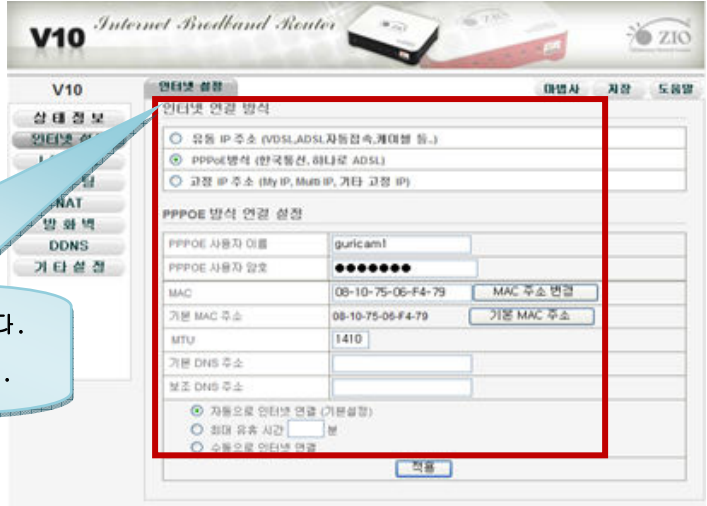 V10 Internet Bredband Router
ZIO
ZIO
V10
인터넷 설정
마법사 저장 도움말
상 태 정 보
인터넷
NAT
방 화 벽
DDNS
기 타 설 정
다.
.
인터넷 연결 방식
유동 IP 주소 (VDSL,ADSL자동접속,케이블 등..)
PPPoE방식 (한국통신, 하나로 ADSL)
고정 IP 주소 (My IP, Multi IP, 기타 고정 IP)
PPPOE 방식 연결 설정
PPPOE 사용자 이름 guricam1
PPPOE 사용자 암호 ●●●●●●●
MAC 08-10-75-06-F4-79 MAC 주소 변경
기본 MAC 주소 08-10-75-06-F4-79 기본 MAC 주소
MTU 1410
기본 DNS 주소
보조 DNS 주소
자동으로 인터넷 연결 (기본설정)
최대 유휴 시간 분
수동으로 인터넷 연결
적용